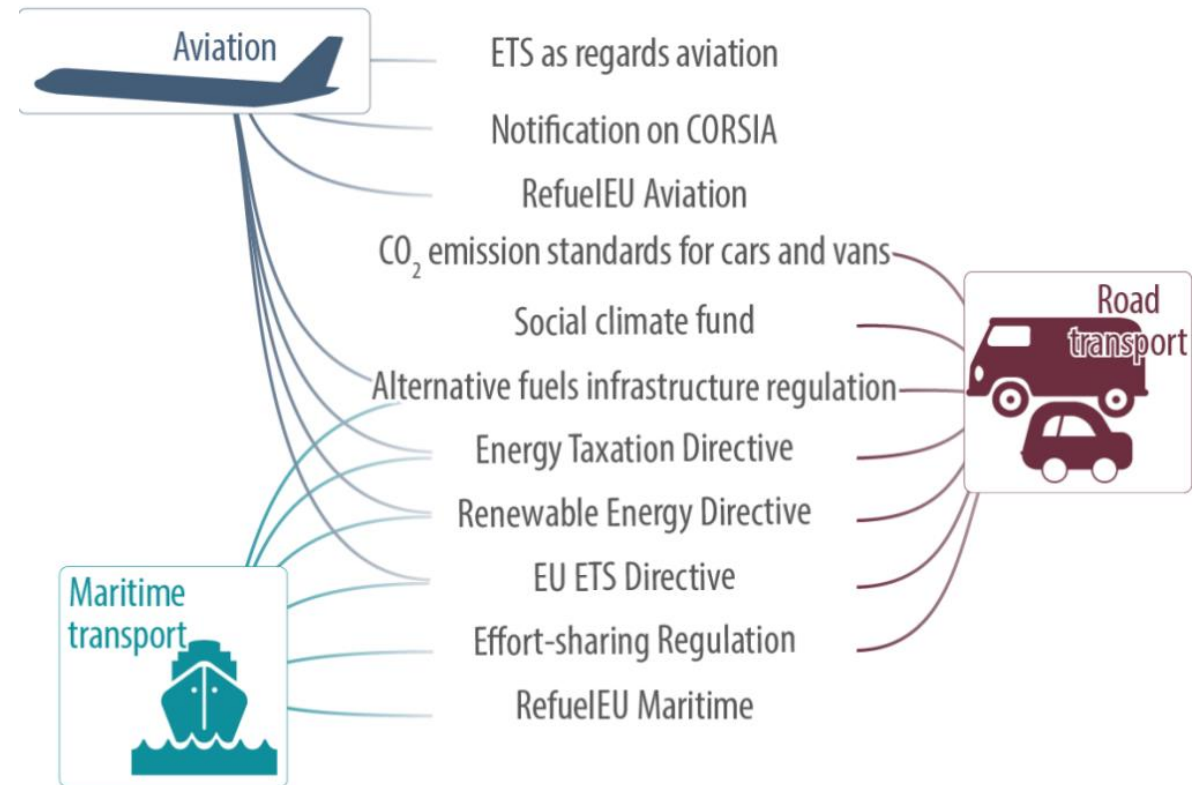 Aviation
ETS as regards aviation
Notification on CORSIA
RefuelEU Aviation
CO₂ emission standards for cars and vans
Social climate fund
Road
transport
Alternative fuels infrastructure regulation
Energy Taxation Directive
Renewable Energy Directive
EU ETS Directive
Maritime
transport
Effort-sharing Regulation
RefuelEU Maritime